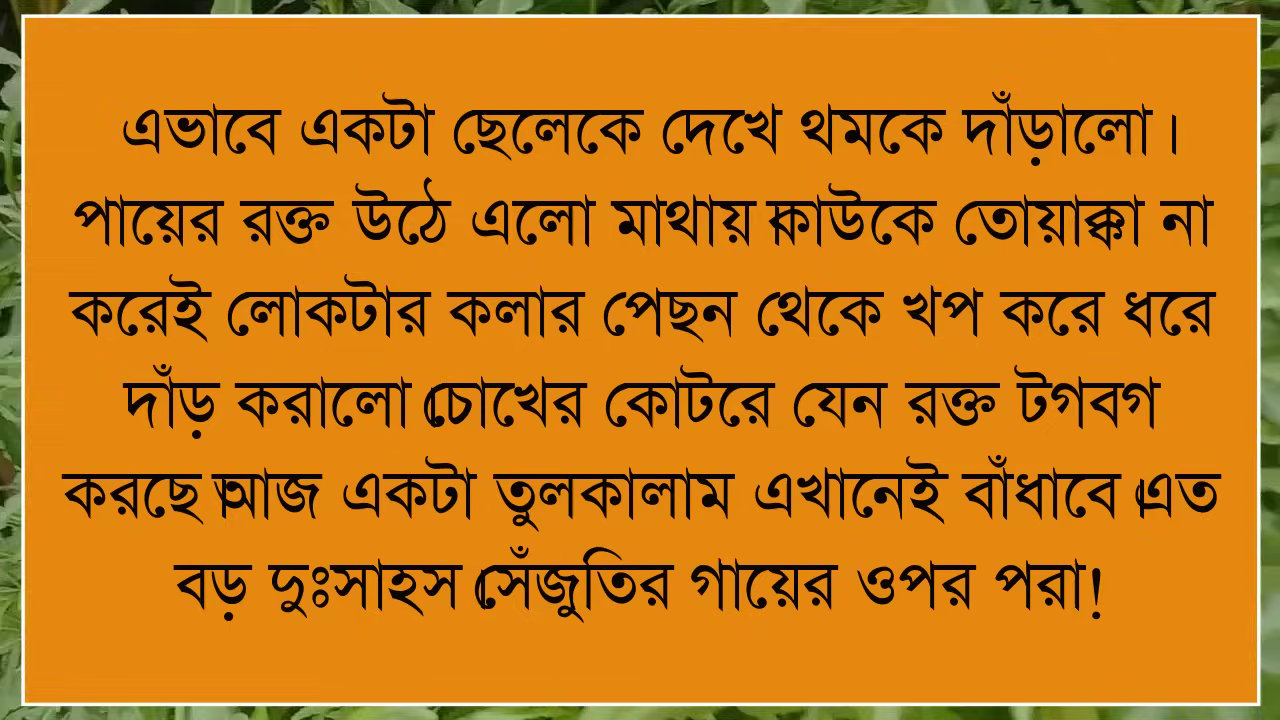 এভাবে একটা ছেলেকে দেখে থমকে দাঁড়ালো।
পায়ের রক্ত উঠে এলো মাথায়।কাউকে তোয়াক্কা না
করেই লোকটার কলার পেছন থেকে খপ করে ধরে
দাঁড় করালো।চোখের কোটরে যেন রক্ত টগবগ
করছে।আজ একটা তুলকালাম এখানেই বাঁধাবে।এত
বড় দুঃসাহস।সেঁজুতির গায়ের ওপর পরা!